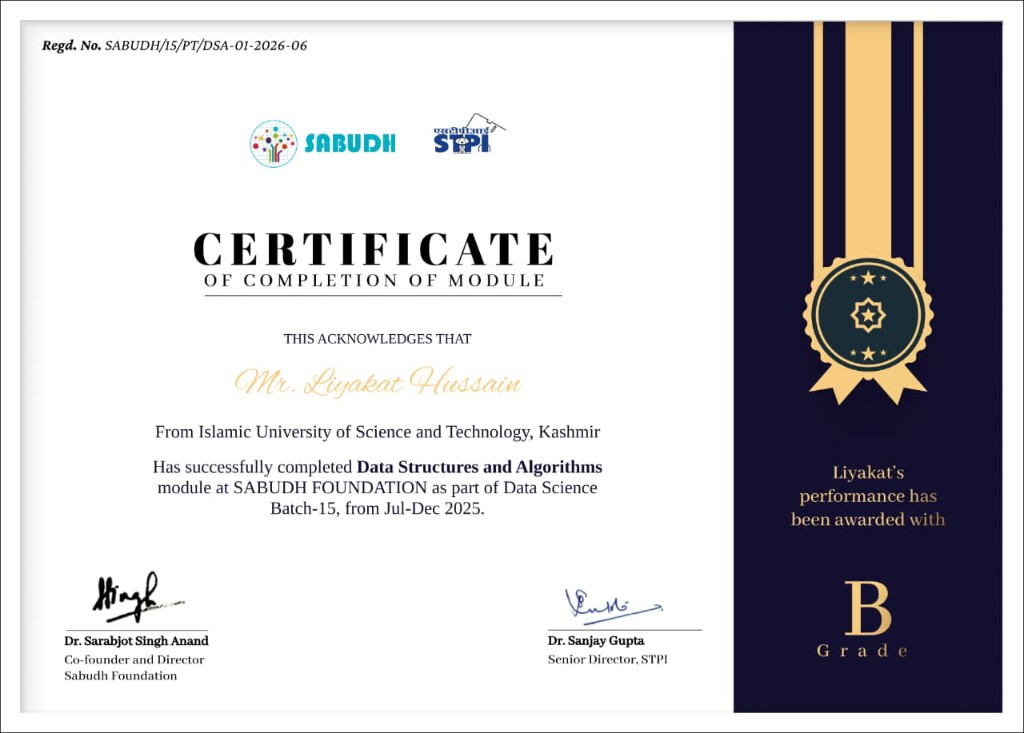 Regd. No. SABUDH/15/PT/DSA-01-2026-06
SABUDH
एसटीपीआई
STPI
CERTIFICATE
OF COMPLETION OF MODULE
THIS ACKNOWLEDGES THAT
Mr. Liyakat Hussain
From Islamic University of Science and Technology, Kashmir
Has successfully completed Data Structures and Algorithms
module at SABUDH FOUNDATION as part of Data Science
Batch-15, from Jul-Dec 2025.
Dr. Sarabjot Singh Anand
Co-founder and Director
Sabudh Foundation
Dr. Sanjay Gupta
Senior Director, STPI
Liyakat's
performance has
been awarded with
B
Grade